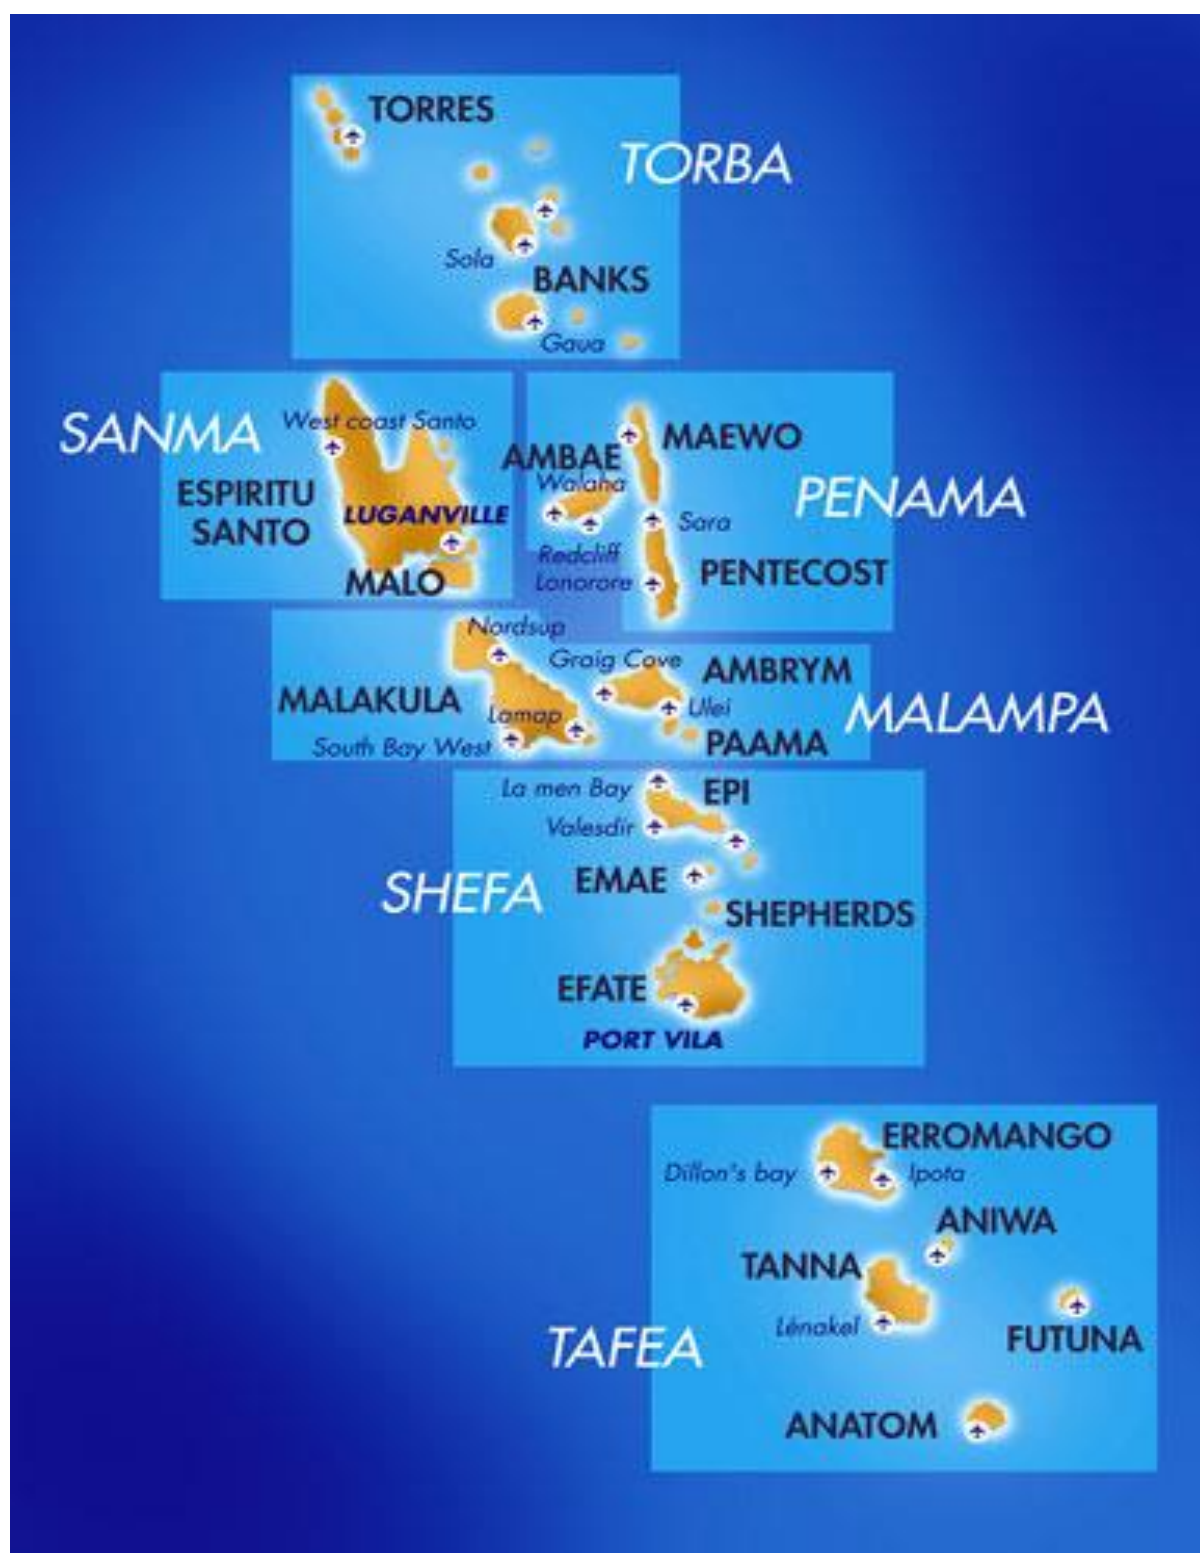 TORRES
TORBA
Sola
BANKS
Gaua
SANMA
West coast Santo
ESPIRITU
SANTO
LUGANVILLE
MALO
AMBAE
Walaha
MAEWO
PENAMA
Sara
Redcliff
Lonorore
PENTECOST
Nordsup
Graig Cove
AMBRYM
MALAKULA
Lamap
Ulei
MALAMPA
South Bay West
PAAMA
La men Bay
EPI
Valesdir
SHEFA
EMAE
SHEPHERDS
EFATE
PORT VILA
ERROMANGO
Dillon's bay
Ipota
ANIWA
TANNA
Lénakel
FUTUNA
TAFEA
ANATOM